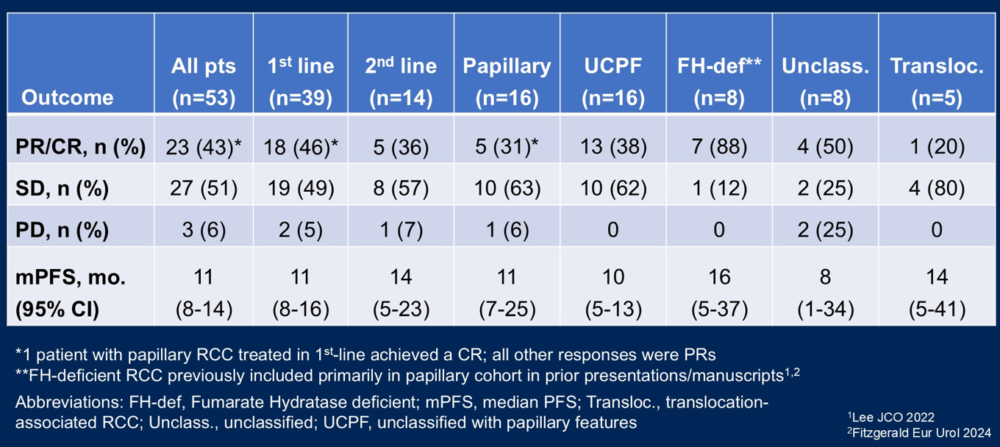 Outcome All pts (n=53) 1st line (n=39) 2nd line (n=14) Papillary (n=16) UCPF (n=16) FH-def** (n=8) Unclass. (n=8) Transloc. (n=5)
PR/CR, n (%) 23 (43)* 18 (46)* 5 (36) 5 (31)* 13 (38) 7 (88) 4 (50) 1 (20)
SD, n (%) 27 (51) 19 (49) 8 (57) 10 (63) 10 (62) 1 (12) 2 (25) 4 (80)
PD, n (%) 3 (6) 2 (5) 1 (7) 1 (6) 0 0 2 (25) 0
mPFS, mo. 11 11 14 11 10 16 8 14
(95% CI) (8-14) (8-16) (5-23) (7-25) (5-13) (5-37) (1-34) (5-41)
*1 patient with papillary RCC treated in 1st-line achieved a CR; all other responses were PRs
**FH-deficient RCC previously included primarily in papillary cohort in prior presentations/manuscripts1,2
Abbreviations: FH-def, Fumarate Hydratase deficient; mPFS, median PFS; Transloc., translocation-
associated RCC; Unclass., unclassified; UCPF, unclassified with papillary features
1Lee JCO 2022
2Fitzgerald Eur Urol 2024